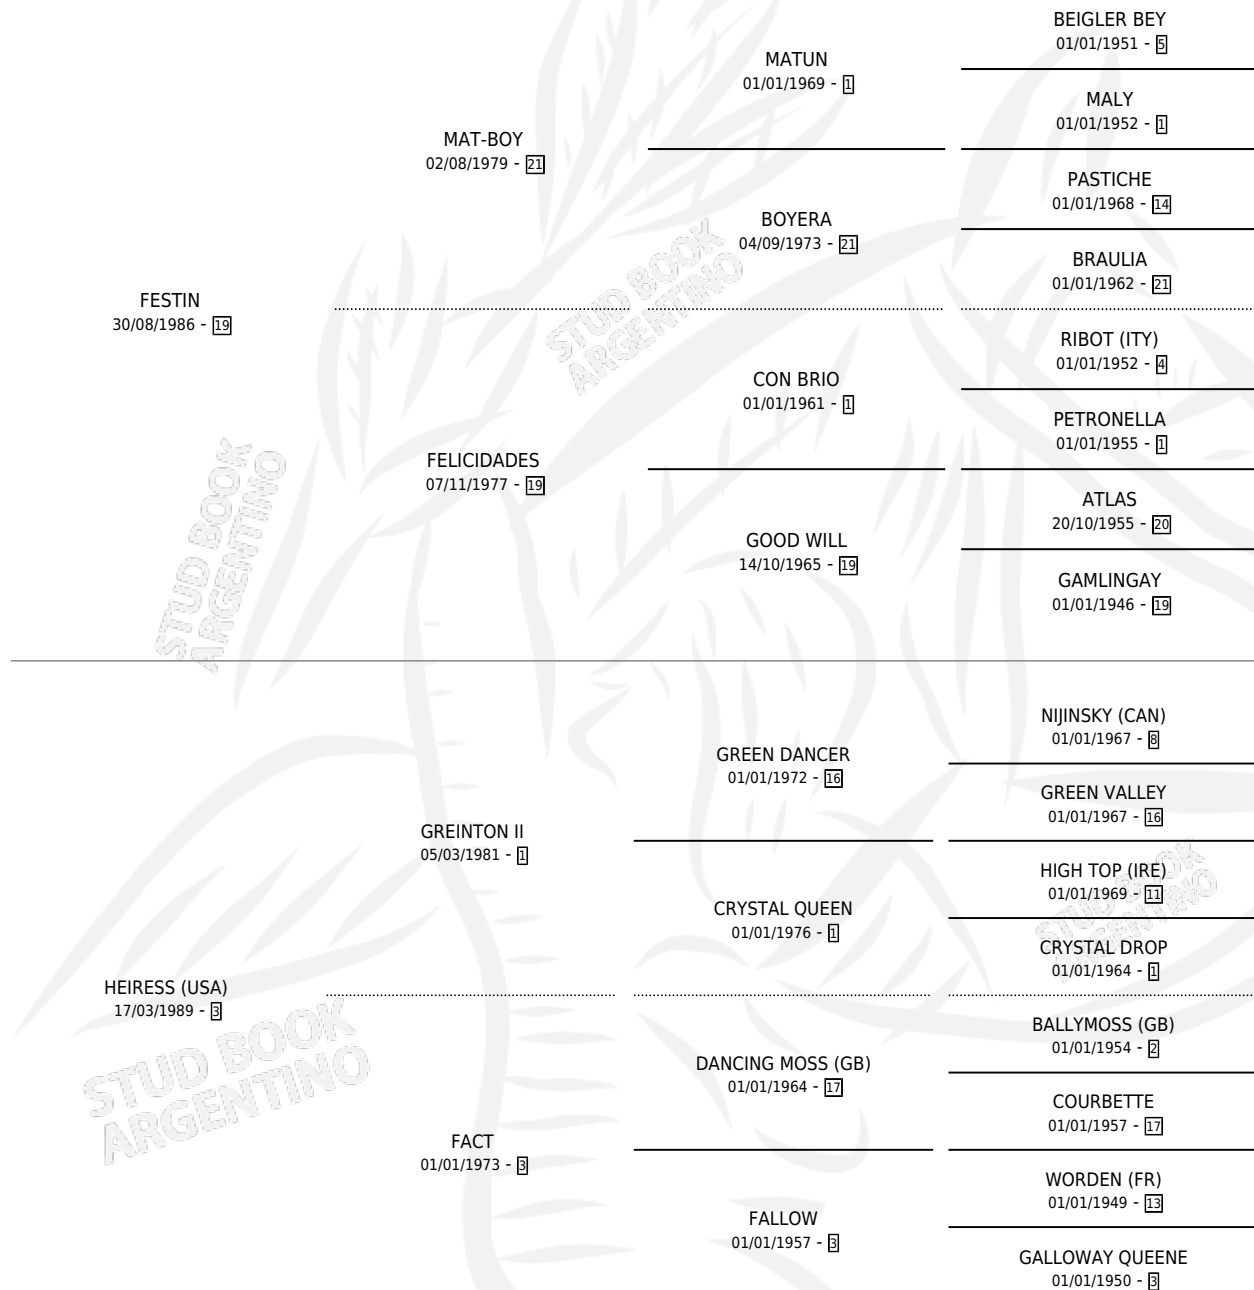 BEIGLER BEY
01/01/1951 - 5
MATUN
01/01/1969 - 1
MALY
01/01/1952 - 1
MAT-BOY
02/08/1979 - 21
PASTICHE
01/01/1968 - 14
BOYERA
04/09/1973 - 21
BRAULIA
01/01/1962 - 21
FESTIN
30/08/1986 - 19
RIBOT (ITY)
01/01/1952 - 4
CON BRIO
01/01/1961 - 1
PETRONELLA
01/01/1955 - 1
FELICIDADES
07/11/1977 - 19
ATLAS
20/10/1955 - 20
GOOD WILL
14/10/1965 - 19
GAMLINGAY
01/01/1946 - 19
NIJINSKY (CAN)
01/01/1967 - 8
GREEN DANCER
01/01/1972 - 16
GREEN VALLEY
01/01/1967 - 16
GREINTON II
05/03/1981 - 1
HIGH TOP (IRE)
01/01/1969 - 11
CRYSTAL QUEEN
01/01/1976 - 1
CRYSTAL DROP
01/01/1964 - 1
HEIRESS (USA)
17/03/1989 - 3
BALLYMOSS (GB)
01/01/1954 - 2
DANCING MOSS (GB)
01/01/1964 - 17
COURBETTE
01/01/1957 - 17
FACT
01/01/1973 - 3
WORDEN (FR)
01/01/1949 - 13
FALLOW
01/01/1957 - 3
GALLOWAY QUEENE
01/01/1950 - 3
STUD BOOK
ARGENTINO
STUD BOOK
ARGENTINO
STUD BOOK
ARGENTINO
STUD BOOK
ARGENTINO